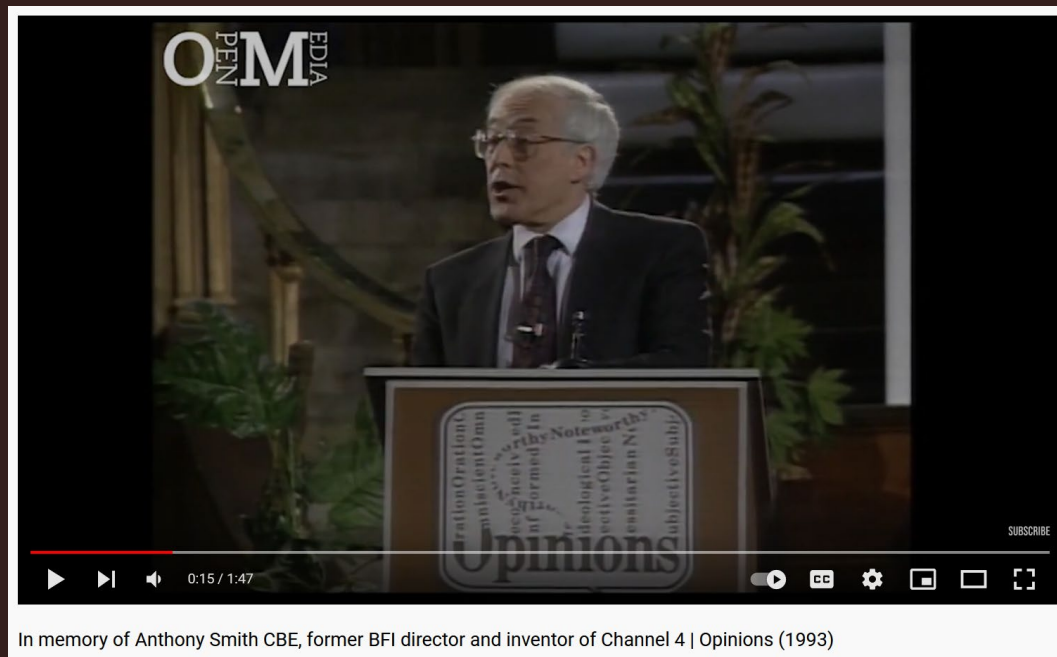 OPEN MEDIA
Noteworthy
Opinions
SUBSCRIBE
0:15 / 1:47
CC
In memory of Anthony Smith CBE, former BFI director and inventor of Channel 4 | Opinions (1993)